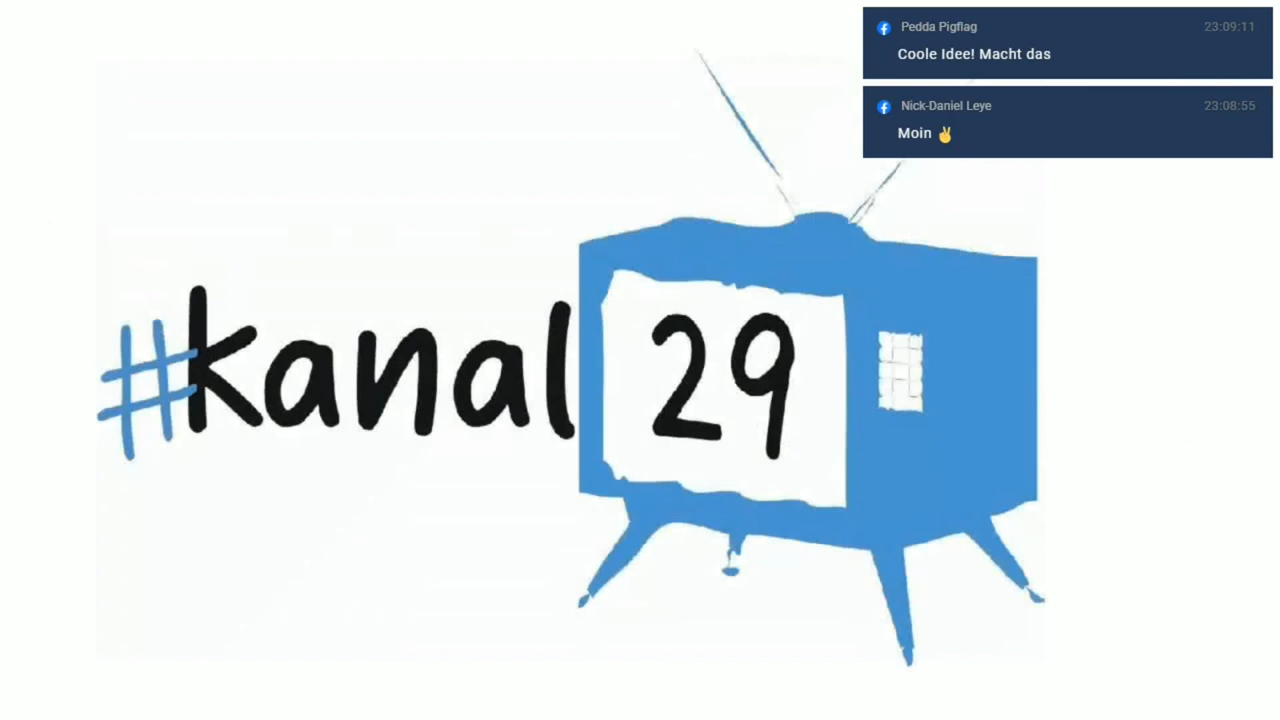 Pedda Pigflag 23:09:11
Coole Idee! Macht das
Nick-Daniel Leye 23:08:55
Moin ✌
#kanal 29